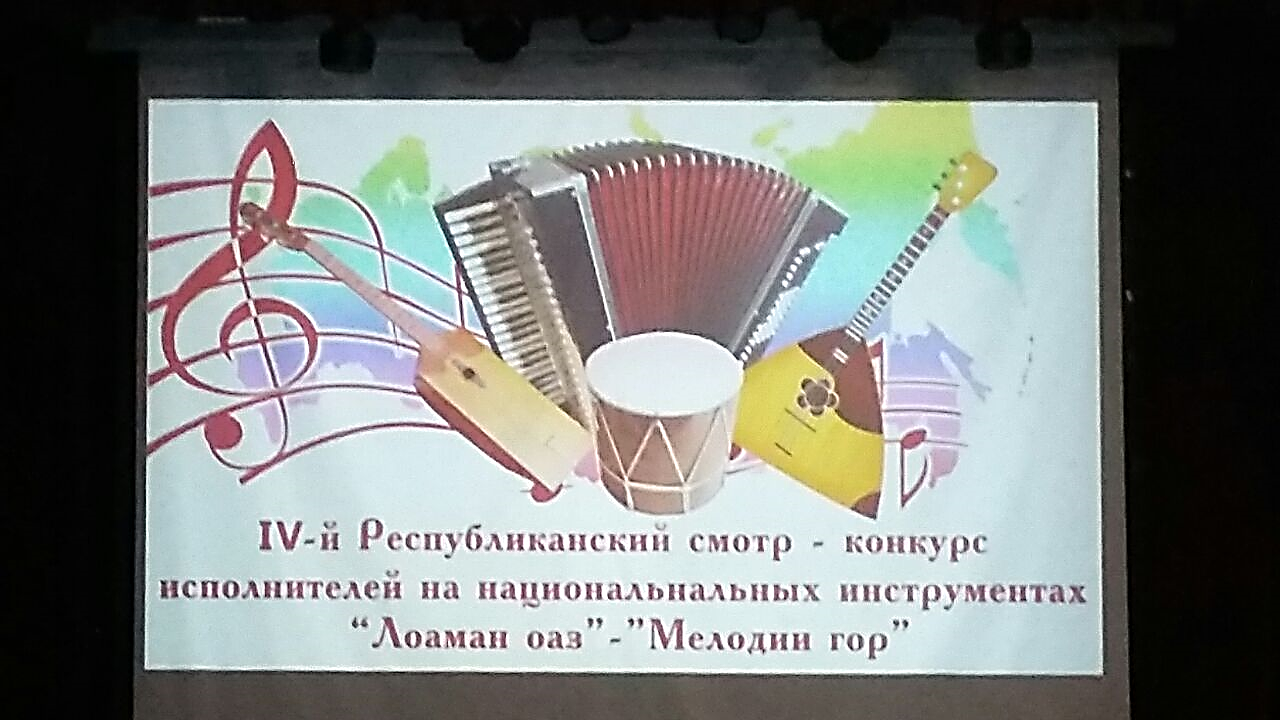 IV-й Республиканский смотр - конкурс
исполнителей на национальнальных инструментах
“Лоаман оаз”-”Мелодии гор”